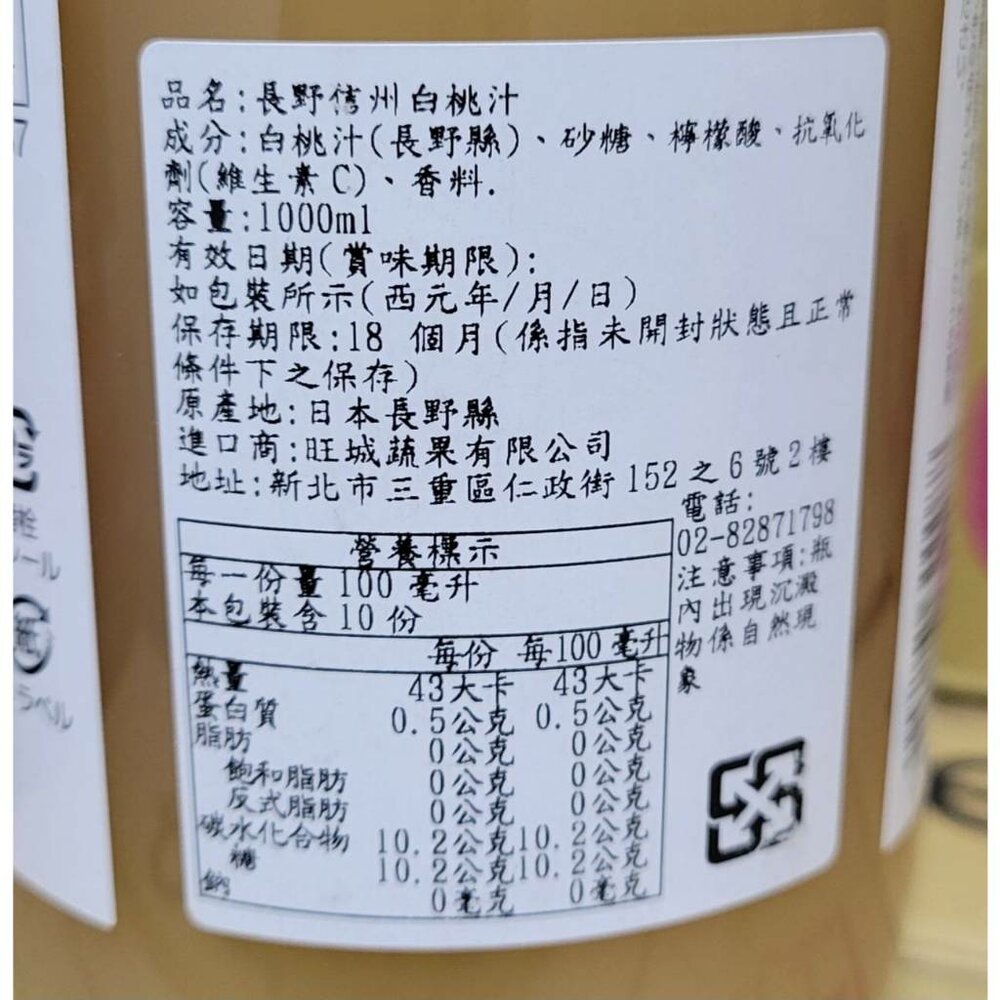 品名:長野信州白桃汁
成分:白桃汁(長野縣)、砂糖、檸檬酸、抗氧化
劑(維生素C)、香料.
容量:1000ml
有效日期(賞味期限):
如包裝所示(西元年/月/日)
保存期限:18 個月(係指未開封狀態且正常
條件下之保存)
原產地:日本長野縣
進口商:旺城蔬果有限公司
地址:新北市三重區仁政街 152 之 6 號 2 樓
電話:
02-82871798
注意事項:瓶
內出現沉澱
物係自然現
象
營養標示
每一份量 100 毫升
本包裝含 10 份
每份 每100 毫升
熱量 43大卡 43大卡
蛋白質 0.5公克 0.5公克
脂肪 0公克 0公克
飽和脂肪 0公克 0公克
反式脂肪 0公克 0公克
碳水化合物 10.2公克 10.2公克
糖 10.2公克 10.2公克
鈉 0毫克 0毫克
7
ール
紙
ラベル